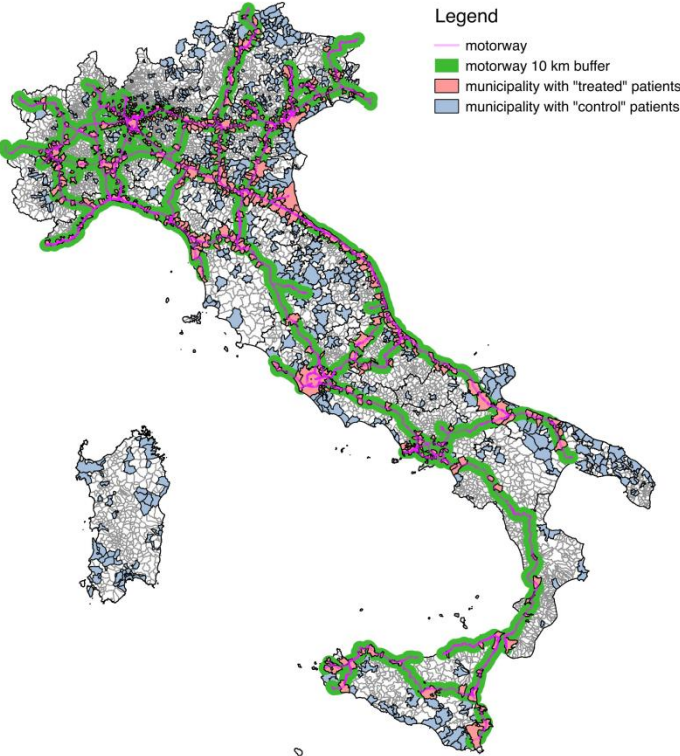 Legend
motorway
motorway 10 km buffer
municipality with "treated" patients
municipality with "control" patients